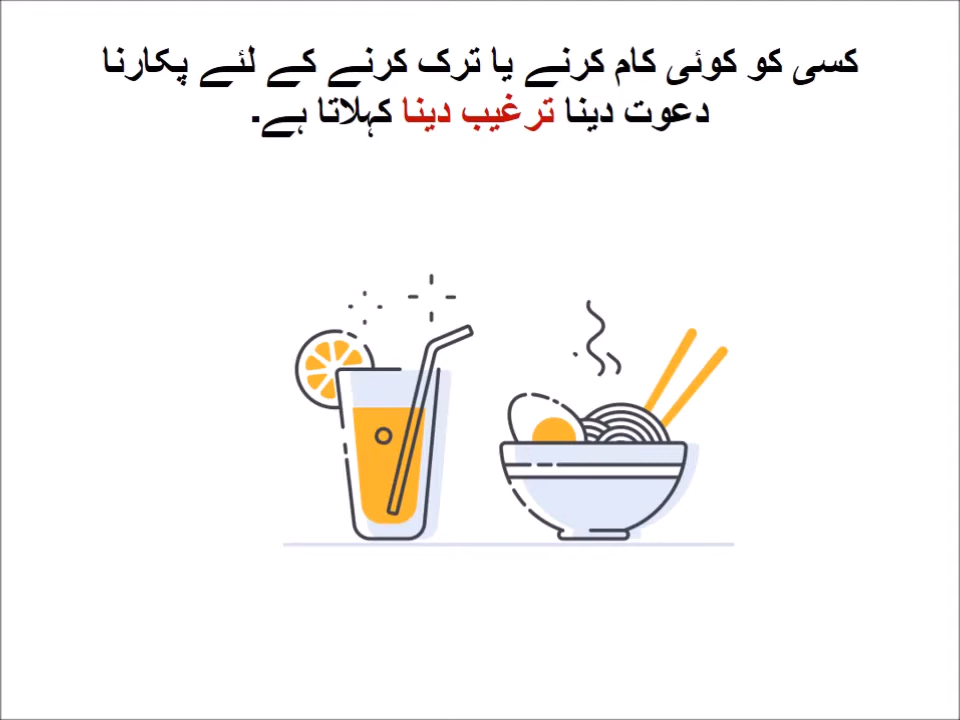 کسی کو کوئی کام کرنے یا ترک کرنے کے لئے پکارنا
دعوت دینا ترغیب دینا کہلاتا ہے۔